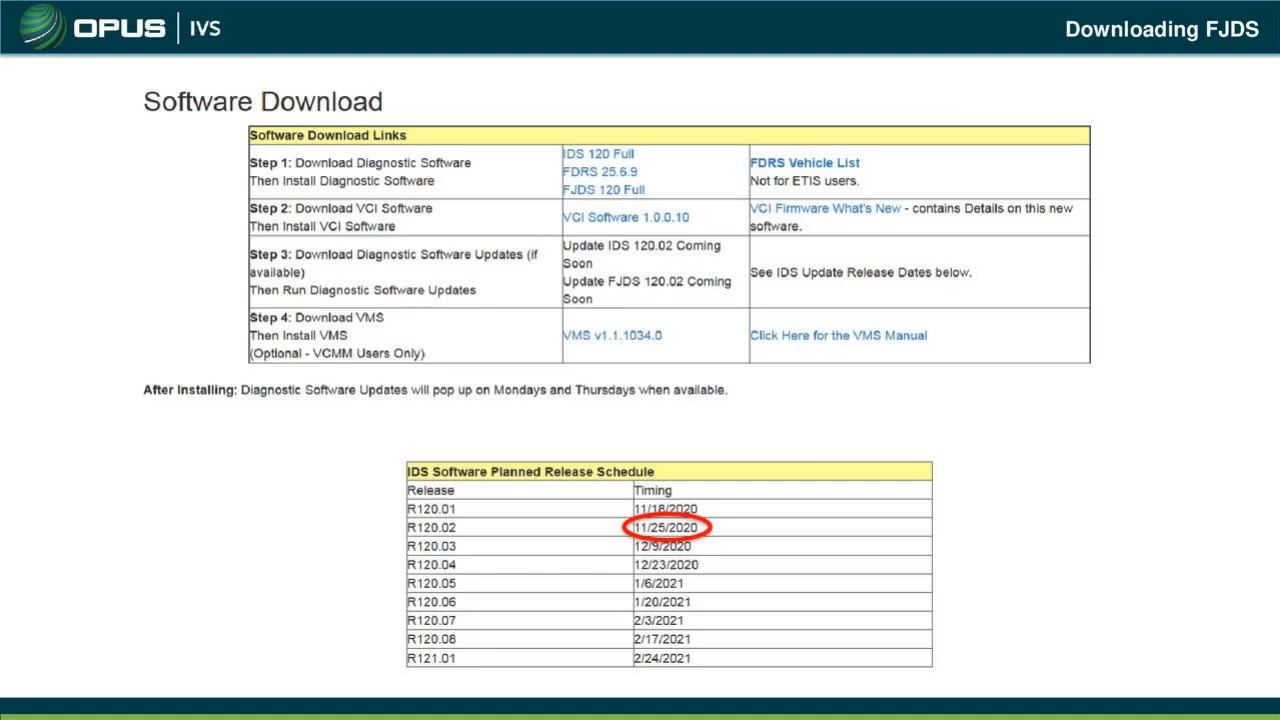 OPUS | IVS
Downloading FJDS
Software Download
Software Download Links
Step 1: Download Diagnostic Software
Then Install Diagnostic Software
IDS 120 Full
FDRS 25.6.9
FJDS 120 Full
FDRS Vehicle List
Not for ETIS users.
Step 2: Download VCI Software
Then Install VCI Software
VCI Software 1.0.0.10
VCI Firmware What's New - contains Details on this new
software.
Step 3: Download Diagnostic Software Updates (if
available)
Then Run Diagnostic Software Updates
Update IDS 120.02 Coming
Soon
Update FJDS 120.02 Coming
Soon
See IDS Update Release Dates below.
Step 4: Download VMS
Then Install VMS
(Optional - VCMM Users Only)
VMS v1.1.1034.0
Click Here for the VMS Manual
After Installing: Diagnostic Software Updates will pop up on Mondays and Thursdays when available.
IDS Software Planned Release Schedule
Release Timing
R120.01 11/18/2020
R120.02 11/25/2020
R120.03 12/9/2020
R120.04 12/23/2020
R120.05 1/6/2021
R120.06 1/20/2021
R120.07 2/3/2021
R120.08 2/17/2021
R121.01 2/24/2021